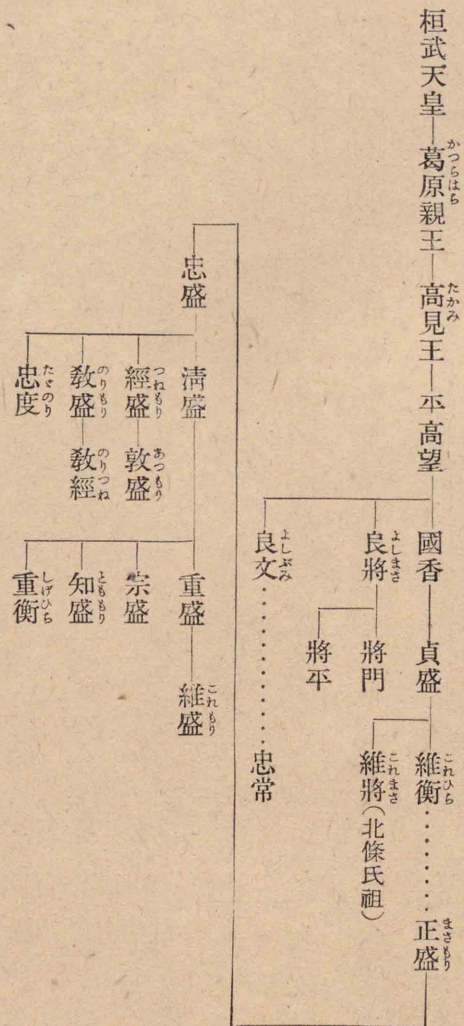 桓武天皇―葛原親王―高見王―平高望
かつらはら
たかみ
國香―貞盛―維衡………正盛
これひら
まさもり
維將(北條氏祖)
これまさ
良將―將門
よしまさ
將平
良文………忠常
よしぶみ
忠盛―淸盛―重盛―維盛
これもり
宗盛
知盛
とももり
重衡
しげひら
經盛―敦盛
つねもり
あつもり
敎盛―敎經
のりもり
のりつね
忠度
たゞのり